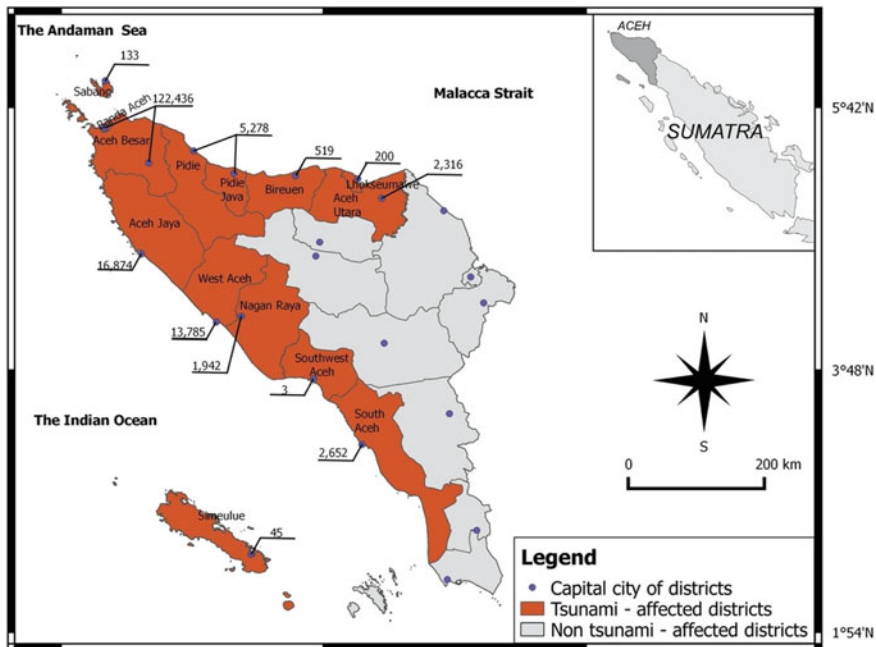 The Andaman Sea
133
Sabang
Banda Aceh
122,436
Malacca Strait
Aceh Besar
5,278
519
200
2,316
Pidie
Pidie
Java
Bireuen
Lhokseumawe
Aceh
Utara
Aceh Jaya
16,874
West Aceh
Nagan Raya
13,785
1,942
Southwest
Aceh
3
The Indian Ocean
South
Aceh
2,652
Simeulue
45
ACEH
SUMATRA
5°42'N
3°48'N
1°54'N
N
S
0
200 km
Legend
Capital city of districts
Tsunami - affected districts
Non tsunami - affected districts